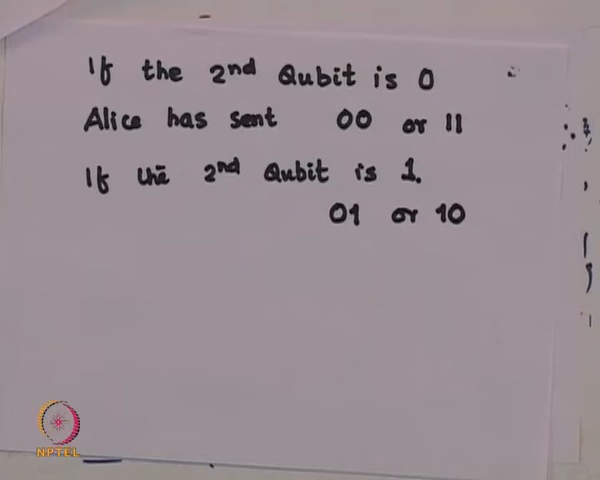 If the 2nd Qubit is 0
Alice has sent 00 or 11
If the 2nd Qubit is 1.
01 or 10
NPTEL